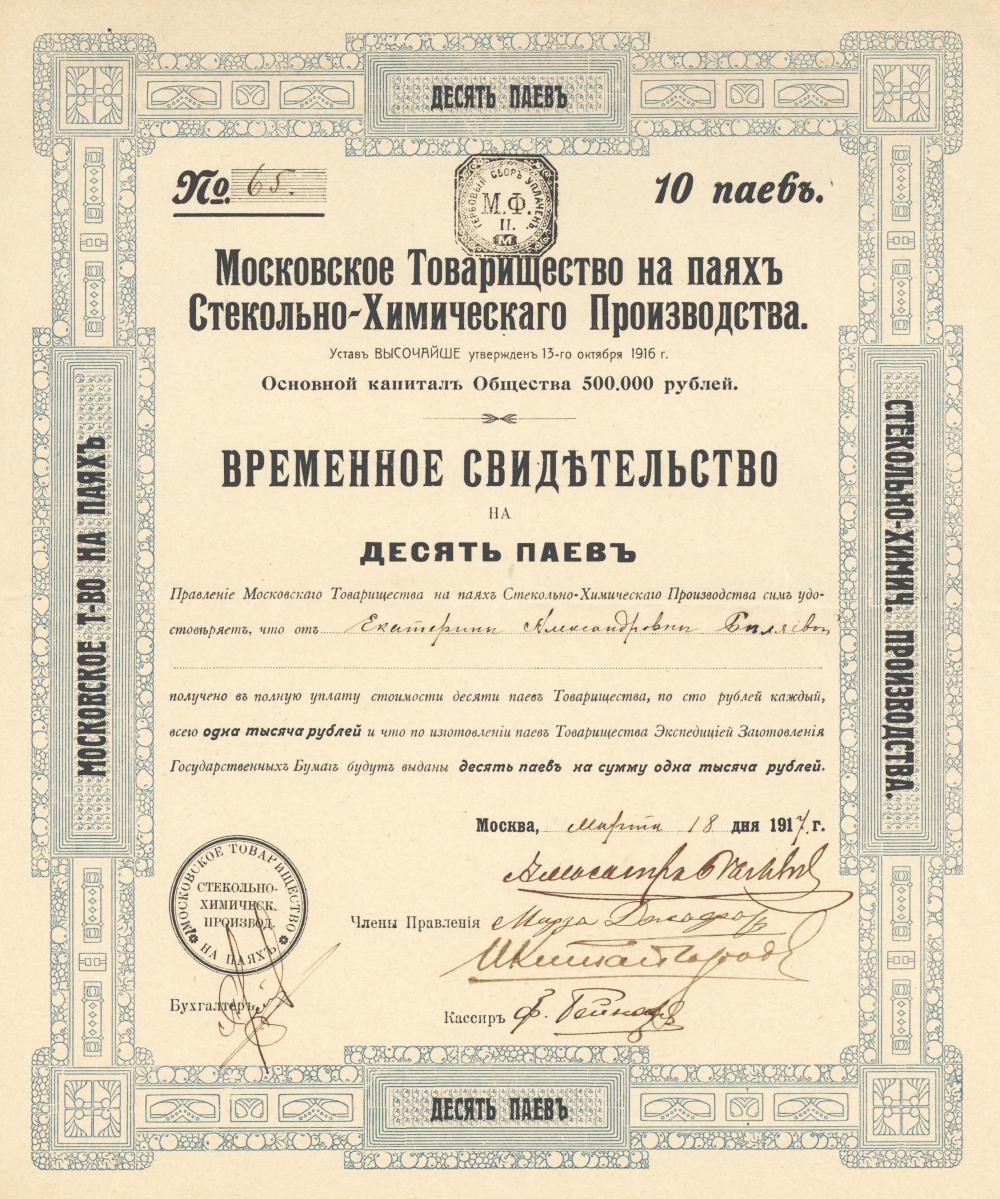 ДЕСЯТЬ ПАЕВЪ
№ 65.
10 паевъ.
ГЕРБОВЫЙ СБОРЪ УПЛАЧЕНЪ
М.Ф.
П.
М
Московское Товарищество на паяхъ
Стекольно-Химическаго Производства.
Уставъ ВЫСОЧАЙШЕ утвержденъ 13-го октября 1916 г.
Основной капиталъ Общества 500.000 рублей.
ВРЕМЕННОЕ СВИДѢТЕЛЬСТВО
НА
ДЕСЯТЬ ПАЕВЪ
МОСКОВСКОЕ Т-ВО НА ПАЯХЪ
СТЕКОЛЬНО-ХИМИЧ. ПРОИЗВОДСТВА.
Правленіе Московскаго Товарищества на паяхъ Стекольно-Химическаго Производства симъ удо-
стовѣряетъ, что отъ Екатерины Александровны
получено въ полную уплату стоимости десяти паевъ Товарищества, по сто рублей каждый,
всего одна тысяча рублей и что по изготовленіи паевъ Товарищества Экспедиціей Заготовленія
Государственныхъ Бумагъ будутъ выданы десять паевъ на сумму одна тысяча рублей.
Москва, Марта 18 дня 1917 г.
МОСКОВСКОЕ ТОВАРИЩЕСТВО
СТЕКОЛЬНО-
ХИМИЧЕСК.
ПРОИЗВОД.
НА ПАЯХЪ
Члены Правленія
Бухгалтеръ
Кассиръ
ДЕСЯТЬ ПАЕВЪ